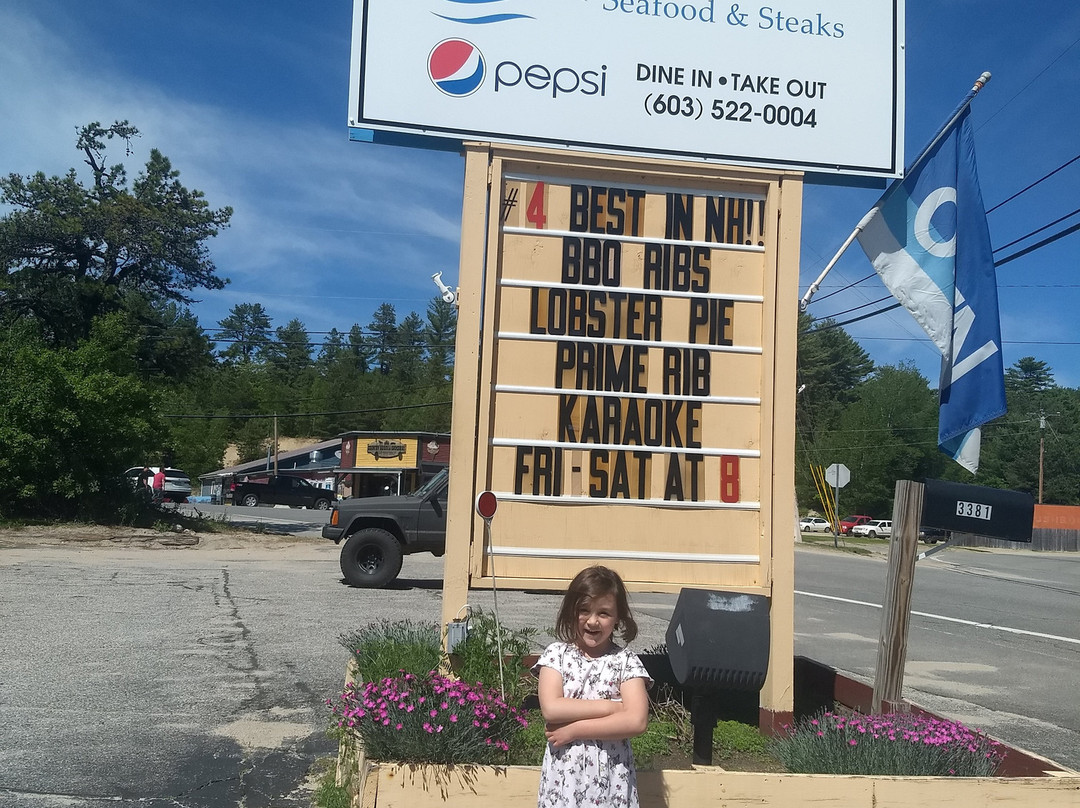 Seafood & Steaks
pepsi
DINE IN • TAKE OUT
(603) 522-0004
# 4 BEST IN NH!!
BBQ RIBS
LOBSTER PIE
PRIME RIB
KARAOKE
FRI - SAT AT 8
3381